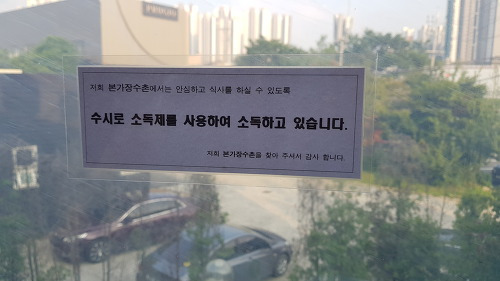 저희 본가장수촌에서는 안심하고 식사를 하실 수 있도록
수시로 소독제를 사용하여 소독하고 있습니다.
저희 본가장수촌을 찾아 주셔서 감사 합니다.